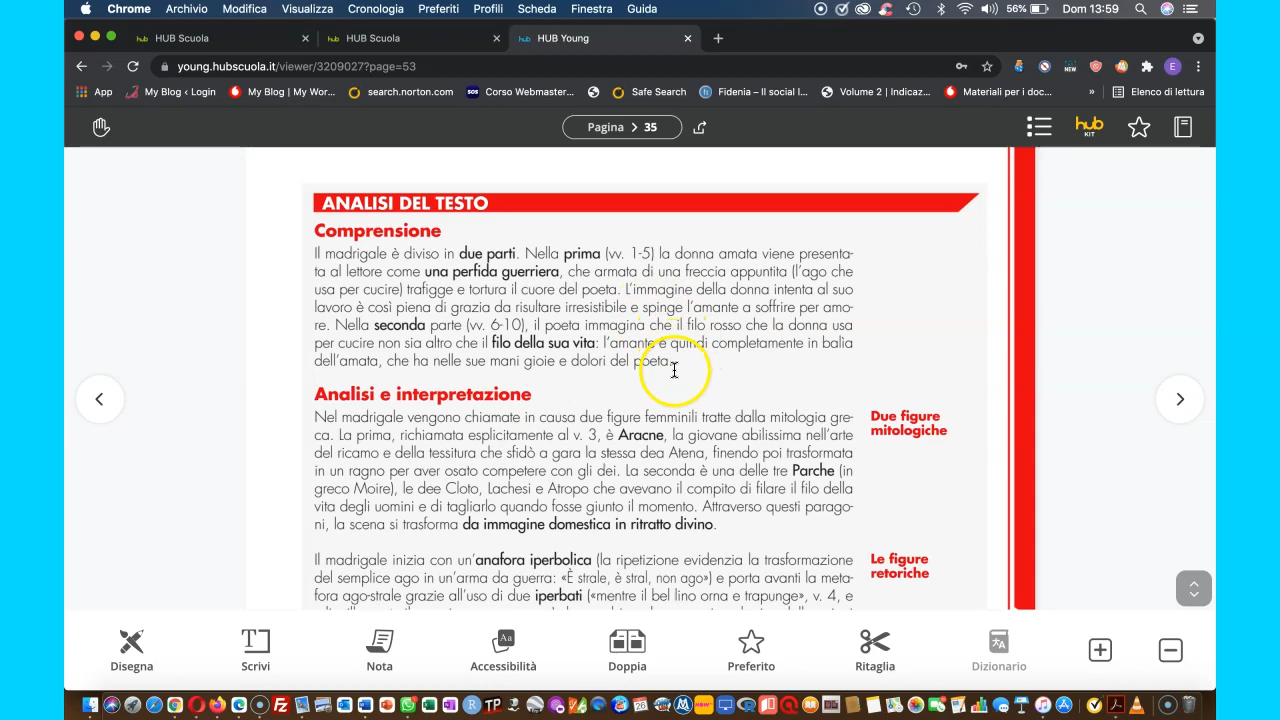 Chrome Archivio Modifica Visualizza Cronologia Preferiti Profili Scheda Finestra Guida 56% Dom 13:59
hub HUB Scuola hub HUB Scuola hub HUB Young
young.hubscuola.it/viewer/3209027?page=53 NEW E
App My Blog ‹ Login My Blog | My Wor... search.norton.com SOS Corso Webmaster... Safe Search Fidenia – Il social l... Volume 2 | Indicaz... Materiali per i doc... » Elenco di lettura
Pagina > 35 hub KIT
ANALISI DEL TESTO
Comprensione
Il madrigale è diviso in due parti. Nella prima (vv. 1-5) la donna amata viene presenta-
ta al lettore come una perfida guerriera, che armata di una freccia appuntita (l'ago che
usa per cucire) trafigge e tortura il cuore del poeta. L'immagine della donna intenta al suo
lavoro è così piena di grazia da risultare irresistibile e spinge l'amante a soffrire per amo-
re. Nella seconda parte (vv. 6-10), il poeta immagina che il filo rosso che la donna usa
per cucire non sia altro che il filo della sua vita: l'amante è quindi completamente in balia
dell'amata, che ha nelle sue mani gioie e dolori del poeta.
Analisi e interpretazione
Nel madrigale vengono chiamate in causa due figure femminili tratte dalla mitologia gre-
ca. La prima, richiamata esplicitamente al v. 3, è Aracne, la giovane abilissima nell'arte
del ricamo e della tessitura che sfidò a gara la stessa dea Atena, finendo poi trasformata
in un ragno per aver osato competere con gli dei. La seconda è una delle tre Parche (in
greco Moire), le dee Cloto, Lachesi e Atropo che avevano il compito di filare il filo della
vita degli uomini e di tagliarlo quando fosse giunto il momento. Attraverso questi parago-
ni, la scena si trasforma da immagine domestica in ritratto divino.
Due figure
mitologiche
Il madrigale inizia con un'anafora iperbolica (la ripetizione evidenzia la trasformazione
del semplice ago in un'arma da guerra: «È strale, è stral, non ago») e porta avanti la meta-
fora ago-strale grazie all'uso di due iperbati («mentre il bel lino orna e trapunge», v. 4, e
Le figure
retoriche
Disegna Scrivi Nota Accessibilità Doppia Preferito Ritaglia Dizionario